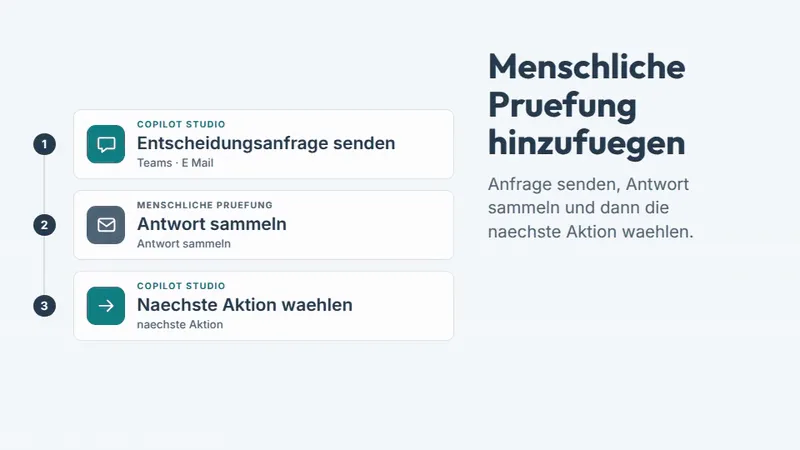 Menschliche
Pruefung
hinzufuegen
Anfrage senden, Antwort
sammeln und dann die
naechste Aktion waehlen.
1
COPILOT STUDIO
Entscheidungsanfrage senden
Teams · E Mail
2
MENSCHLICHE PRUEFUNG
Antwort sammeln
Antwort sammeln
3
COPILOT STUDIO
Naechste Aktion waehlen
naechste Aktion